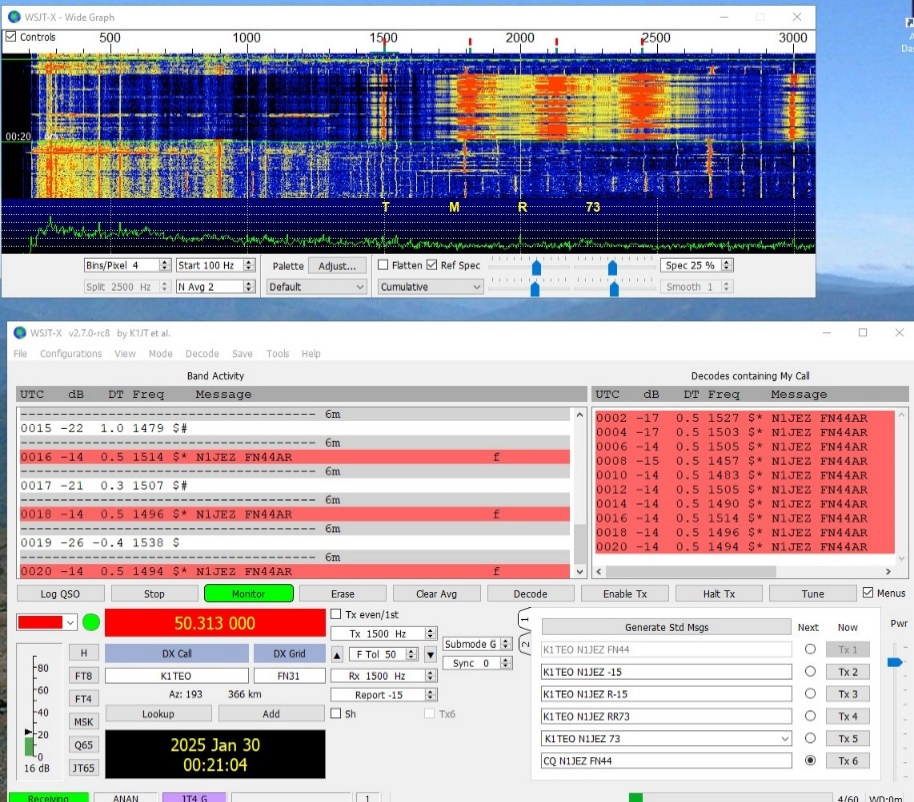 WSJT-X - Wide Graph
Controls 500 1000 1500 2000 2500 3000
00:20 6m
T M R 73
Bins/Pixel 4 Start 100 Hz Palette Adjust... Flatten Ref Spec Spec 25 %
Split 2500 Hz N Avg 2 Default Cumulative Smooth 1
WSJT-X v2.7.0-rc8 by K1JT et al.
File Configurations View Mode Decode Save Tools Help
Band Activity
UTC dB DT Freq Message
------------------------------------ 6m
0015 -22 1.0 1479 $#
------------------------------------ 6m
0016 -14 0.5 1514 $* N1JEZ FN44AR f
------------------------------------ 6m
0017 -21 0.3 1507 $#
------------------------------------ 6m
0018 -14 0.5 1496 $* N1JEZ FN44AR f
------------------------------------ 6m
0019 -26 -0.4 1538 $
------------------------------------ 6m
0020 -14 0.5 1494 $* N1JEZ FN44AR f
Decodes containing My Call
UTC dB DT Freq Message
0002 -17 0.5 1527 $* N1JEZ FN44AR
0004 -17 0.5 1503 $* N1JEZ FN44AR
0006 -14 0.5 1505 $* N1JEZ FN44AR
0008 -15 0.5 1457 $* N1JEZ FN44AR
0010 -14 0.5 1483 $* N1JEZ FN44AR
0012 -14 0.5 1505 $* N1JEZ FN44AR
0014 -14 0.5 1490 $* N1JEZ FN44AR
0016 -14 0.5 1514 $* N1JEZ FN44AR
0018 -14 0.5 1496 $* N1JEZ FN44AR
0020 -14 0.5 1494 $* N1JEZ FN44AR
Log QSO Stop Monitor Erase Clear Avg Decode Enable Tx Halt Tx Tune Menus
50.313 000
DX Call DX Grid
K1TEO FN31
Az: 193 366 km
Lookup Add
2025 Jan 30
00:21:04
H
FT8
FT4
MSK
Q65
JT65
80
60
40
20
0
16 dB
Tx even/1st
Tx 1500 Hz
F Tol 50
Rx 1500 Hz
Report -15
Sh Tx6
Submode G
Sync 0
1
2
Generate Std Msgs Next Now Pwr
K1TEO N1JEZ FN44 Tx 1
K1TEO N1JEZ -15 Tx 2
K1TEO N1JEZ R-15 Tx 3
K1TEO N1JEZ RR73 Tx 4
K1TEO N1JEZ 73 Tx 5
CQ N1JEZ FN44 Tx 6
Receiving ANAN JT4 G 1 4/60 WD:0m